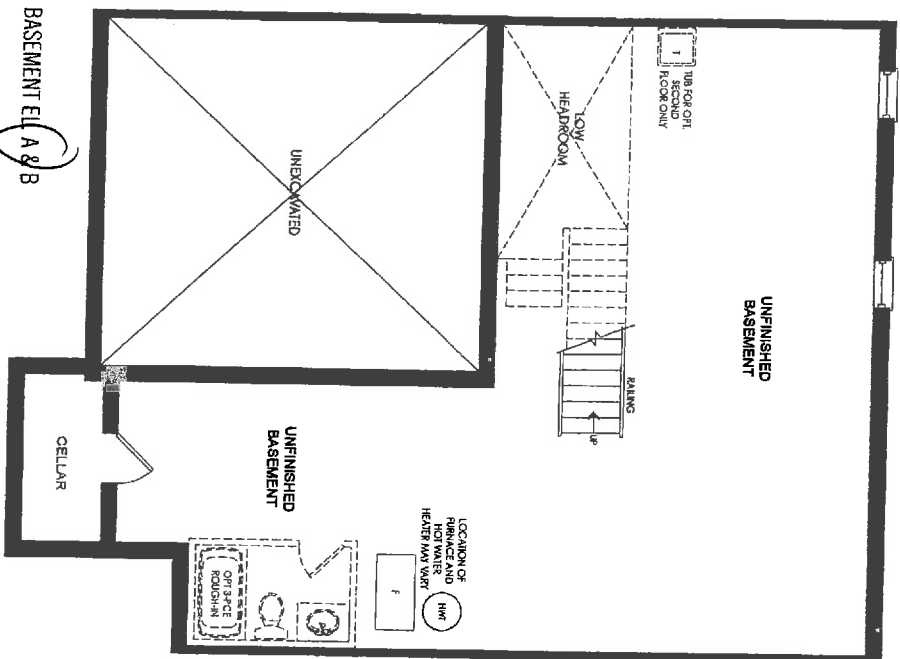 BASEMENT EL. A & B
UNEXCAVATED
LOW
HEADROOM
T
TUB FOR OPT.
SECOND
FLOOR ONLY
UNFINISHED
BASEMENT
RAILING
UP
UNFINISHED
BASEMENT
CELLAR
LOCATION OF
FURNACE AND
HOT WATER
HEATER MAY VARY
HWT
F
OPT 3-PCE
ROUGH-IN